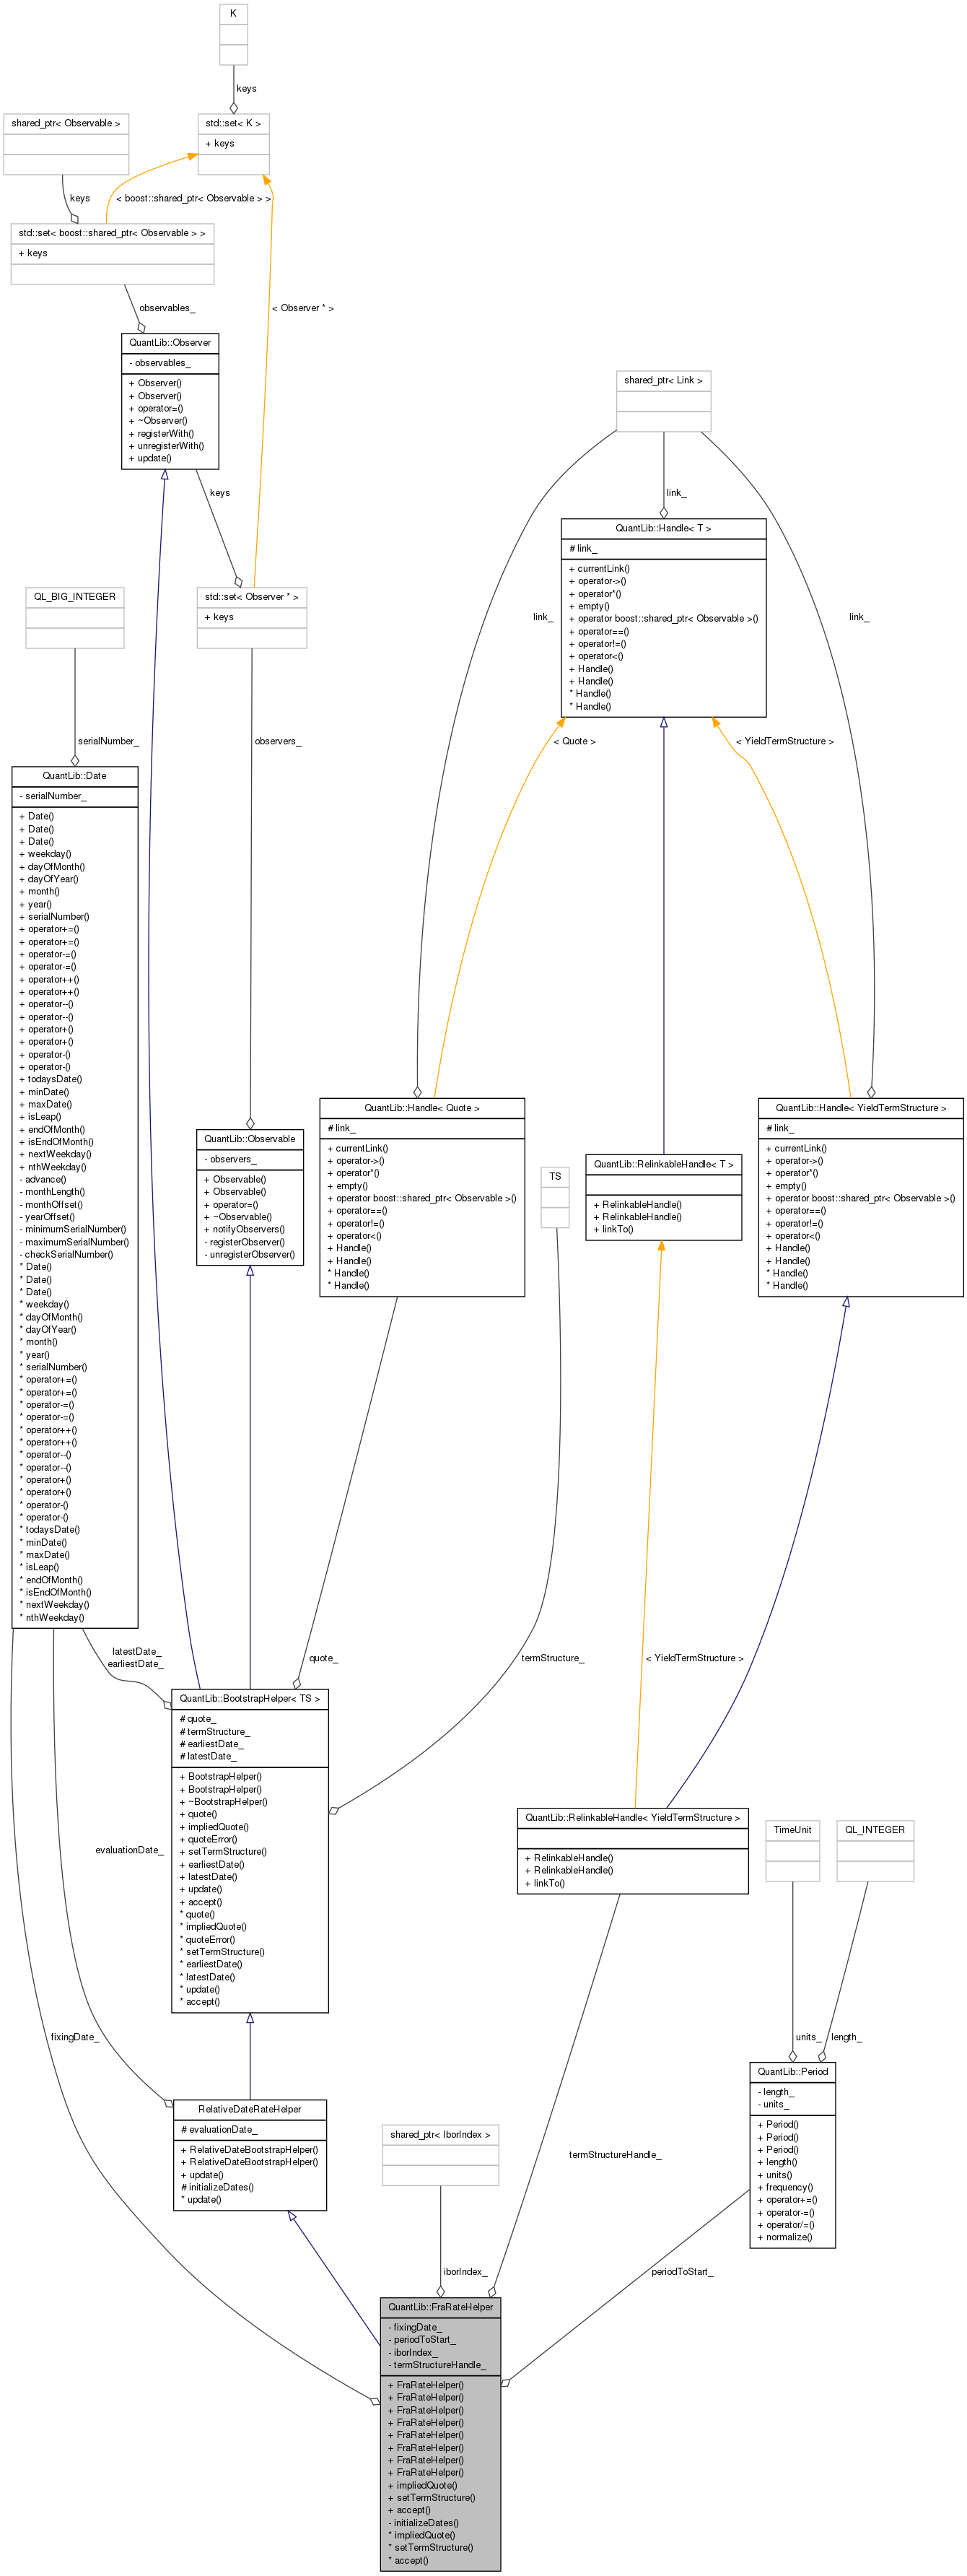 K
keys
shared_ptr< Observable >
std::set< K >
+ keys
keys
< boost::shared_ptr< Observable > >
std::set< boost::shared_ptr< Observable > >
+ keys
observables_
< Observer * >
QuantLib::Observer
- observables_
+ Observer()
+ Observer()
+ operator=()
+ ~Observer()
+ registerWith()
+ unregisterWith()
+ update()
shared_ptr< Link >
keys
link_
QuantLib::Handle< T >
# link_
+ currentLink()
+ operator->()
+ operator*()
+ empty()
+ operator boost::shared_ptr< Observable >()
+ operator==()
+ operator!=()
+ operator<()
+ Handle()
+ Handle()
* Handle()
* Handle()
QL_BIG_INTEGER
std::set< Observer * >
+ keys
link_
link_
serialNumber_
observers_
< Quote >
< YieldTermStructure >
QuantLib::Date
- serialNumber_
+ Date()
+ Date()
+ Date()
+ weekday()
+ dayOfMonth()
+ dayOfYear()
+ month()
+ year()
+ serialNumber()
+ operator+=()
+ operator+=()
+ operator-=()
+ operator-=()
+ operator++()
+ operator++()
+ operator--()
+ operator--()
+ operator+()
+ operator+()
+ operator-()
+ operator-()
+ todaysDate()
+ minDate()
+ maxDate()
+ isLeap()
+ endOfMonth()
+ isEndOfMonth()
+ nextWeekday()
+ nthWeekday()
- advance()
- monthLength()
- monthOffset()
- yearOffset()
- minimumSerialNumber()
- maximumSerialNumber()
- checkSerialNumber()
* Date()
* Date()
* Date()
* weekday()
* dayOfMonth()
* dayOfYear()
* month()
* year()
* serialNumber()
* operator+=()
* operator+=()
* operator-=()
* operator-=()
* operator++()
* operator++()
* operator--()
* operator--()
* operator+()
* operator+()
* operator-()
* operator-()
* todaysDate()
* minDate()
* maxDate()
* isLeap()
* endOfMonth()
* isEndOfMonth()
* nextWeekday()
* nthWeekday()
QuantLib::Observable
- observers_
+ Observable()
+ Observable()
+ operator=()
+ ~Observable()
+ notifyObservers()
- registerObserver()
- unregisterObserver()
QuantLib::Handle< Quote >
# link_
+ currentLink()
+ operator->()
+ operator*()
+ empty()
+ operator boost::shared_ptr< Observable >()
+ operator==()
+ operator!=()
+ operator<()
+ Handle()
+ Handle()
* Handle()
* Handle()
TS
QuantLib::RelinkableHandle< T >
+ RelinkableHandle()
+ RelinkableHandle()
+ linkTo()
QuantLib::Handle< YieldTermStructure >
# link_
+ currentLink()
+ operator->()
+ operator*()
+ empty()
+ operator boost::shared_ptr< Observable >()
+ operator==()
+ operator!=()
+ operator<()
+ Handle()
+ Handle()
* Handle()
* Handle()
latestDate_
earliestDate_
quote_
termStructure_
< YieldTermStructure >
QuantLib::BootstrapHelper< TS >
# quote_
# termStructure_
# earliestDate_
# latestDate_
+ BootstrapHelper()
+ BootstrapHelper()
+ ~BootstrapHelper()
+ quote()
+ impliedQuote()
+ quoteError()
+ setTermStructure()
+ earliestDate()
+ latestDate()
+ update()
+ accept()
* quote()
* impliedQuote()
* quoteError()
* setTermStructure()
* earliestDate()
* latestDate()
* update()
* accept()
evaluationDate_
QuantLib::RelinkableHandle< YieldTermStructure >
+ RelinkableHandle()
+ RelinkableHandle()
+ linkTo()
TimeUnit
QL_INTEGER
fixingDate_
units_
length_
QuantLib::Period
- length_
- units_
+ Period()
+ Period()
+ Period()
+ length()
+ units()
+ frequency()
+ operator+=()
+ operator-=()
+ operator/=()
+ normalize()
RelativeDateRateHelper
# evaluationDate_
+ RelativeDateBootstrapHelper()
+ RelativeDateBootstrapHelper()
+ update()
# initializeDates()
* update()
shared_ptr< IborIndex >
termStructureHandle_
iborIndex_
periodToStart_
QuantLib::FraRateHelper
- fixingDate_
- periodToStart_
- iborIndex_
- termStructureHandle_
+ FraRateHelper()
+ FraRateHelper()
+ FraRateHelper()
+ FraRateHelper()
+ FraRateHelper()
+ FraRateHelper()
+ FraRateHelper()
+ FraRateHelper()
+ impliedQuote()
+ setTermStructure()
+ accept()
- initializeDates()
* impliedQuote()
* setTermStructure()
* accept()